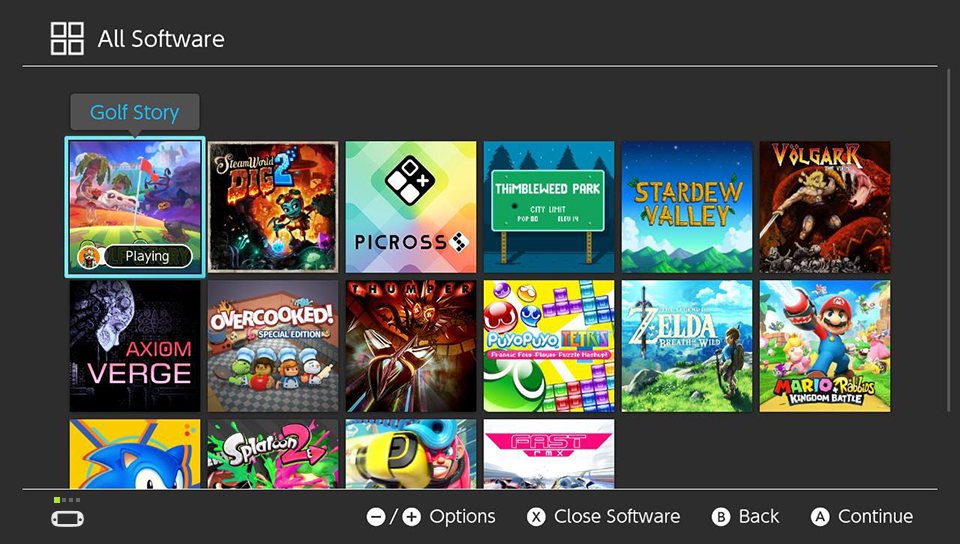 All Software
Golf Story
Playing
SteamWorld
DIG 2
PICROSS S
THIMBLEWEED PARK
CITY LIMIT
POP 80 ELEV 14
STARDEW
VALLEY
VÖLGARR
THE VIKING
AXIOM
VERGE
OVERCOOKED!
SPECIAL EDITION
THUMPER
PUYOPUYO TETRIS
Frantic Four-Player Puzzle Mashup!
THE LEGEND OF
ZELDA
BREATH OF THE WILD
MARIO + Rabbids
KINGDOM BATTLE
Splatoon 2
FAST
rmx
−/+ Options
X Close Software
B Back
A Continue